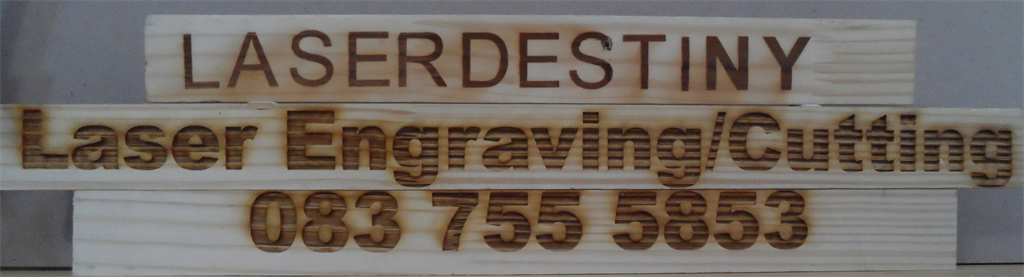 LASERDESTINY
Laser Engraving/Cutting
083 755 5853